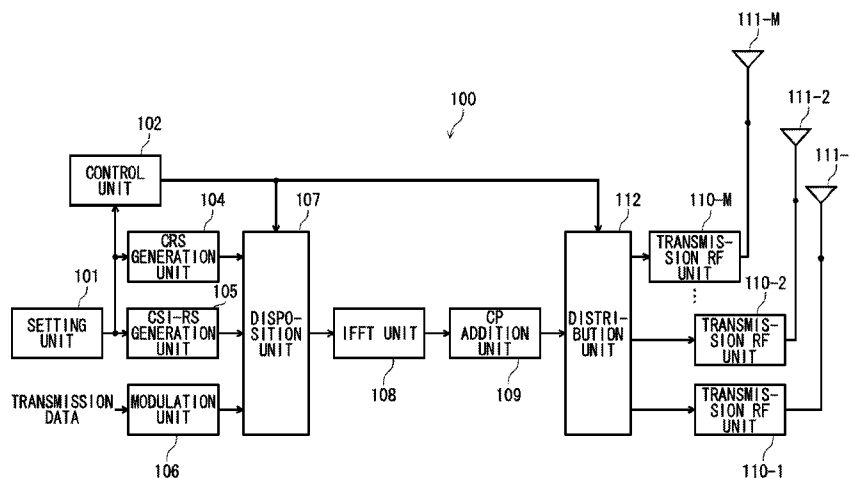 111-M
100
111-2
102
111-
CONTROL
UNIT
104
107
112
110-M
CRS
GENERATION
UNIT
TRANSMIS-
SION RF
UNIT
101
105
110-2
SETTING
UNIT
CSI-RS
GENERATION
UNIT
DISPO-
SITION
UNIT
IFFT UNIT
CP
ADDITION
UNIT
DISTRI-
BUTION
UNIT
TRANSMIS-
SION RF
UNIT
108
109
TRANSMISSION
DATA
MODULATION
UNIT
TRANSMIS-
SION RF
UNIT
106
110-1